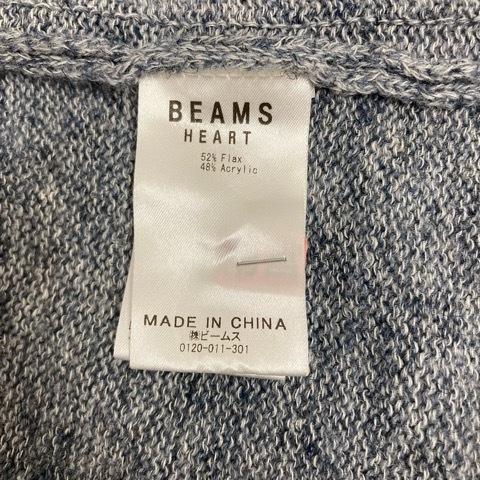 BEAMS
HEART
52% Flax
48% Acrylic
MADE IN CHINA
㈱ビームス
0120-011-301